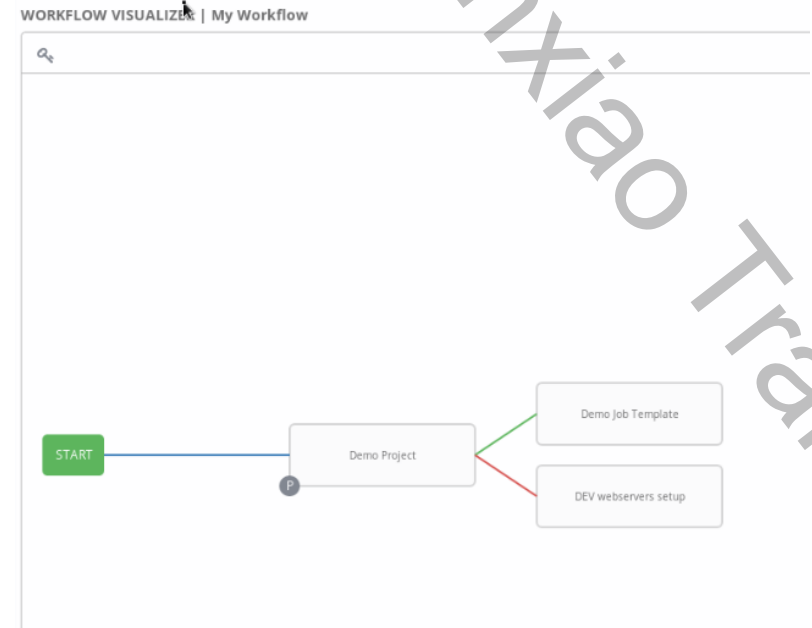 WORKFLOW VISUALIZER | My Workflow
nxiao Tra
Demo Job Template
START
Demo Project
P
DEV webservers setup